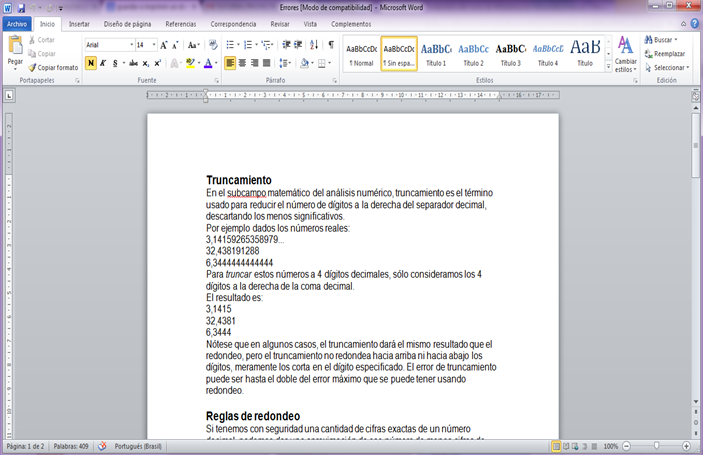 Errores [Modo de compatibilidad] - Microsoft Word
Archivo Inicio Insertar Diseño de página Referencias Correspondencia Revisar Vista Complementos
Pegar
Cortar
Copiar
Copiar formato
Portapapeles
Arial 14
N K S abc x₂ x²
Fuente
Párrafo
AaBbCcDc AaBbCcDc AaBbC AaBbCc AaBbCc AaBbCcL AaB
¶ Normal ¶ Sin espa... Título 1 Título 2 Título 3 Título 4 Título
Estilos
Cambiar estilos
Buscar
Reemplazar
Seleccionar
Edición
Truncamiento
En el subcampo matemático del análisis numérico, truncamiento es el término
usado para reducir el número de dígitos a la derecha del separador decimal,
descartando los menos significativos.
Por ejemplo dados los números reales:
3,14159265358979...
32,438191288
6,3444444444444
Para truncar estos números a 4 dígitos decimales, sólo consideramos los 4
dígitos a la derecha de la coma decimal.
El resultado es:
3,1415
32,4381
6,3444
Nótese que en algunos casos, el truncamiento dará el mismo resultado que el
redondeo, pero el truncamiento no redondea hacia arriba ni hacia abajo los
dígitos, meramente los corta en el dígito especificado. El error de truncamiento
puede ser hasta el doble del error máximo que se puede tener usando
redondeo.
Reglas de redondeo
Si tenemos con seguridad una cantidad de cifras exactas de un número
Página: 1 de 2 Palabras: 409 Portugués (Brasil) 100%